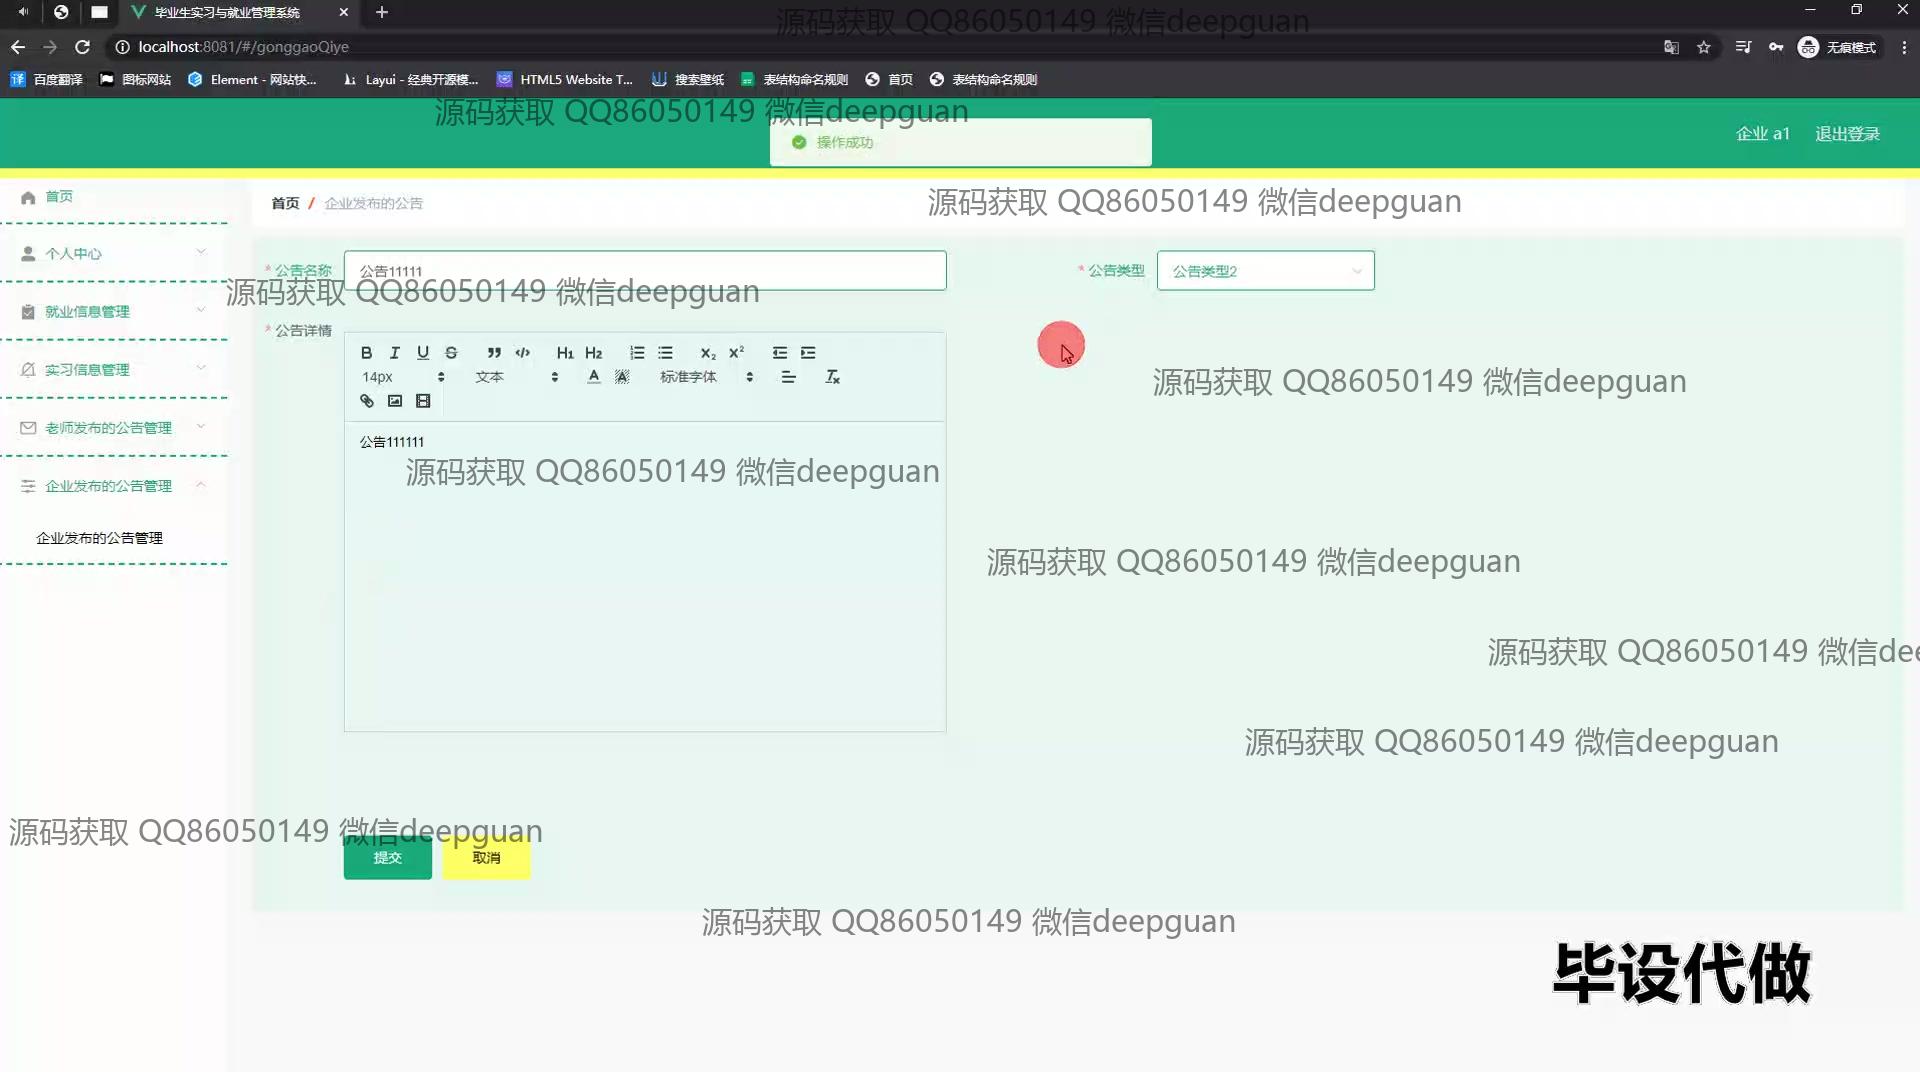 毕业生实习与就业管理系统
源码获取 QQ86050149 微信deepguan
localhost:8081/#/gonggaoQiye
无痕模式
百度翻译 图标网站 Element - 网站快... Layui - 经典开源模... HTML5 Website T... 搜索壁纸 表结构命名规则 首页 表结构命名规则
源码获取 QQ86050149 微信deepguan
操作成功
企业 a1 退出登录
首页
首页 / 企业发布的公告
源码获取 QQ86050149 微信deepguan
个人中心
* 公告名称 公告11111
* 公告类型 公告类型2
源码获取 QQ86050149 微信deepguan
就业信息管理
* 公告详情
B I U S H1 H2 X2 X2
14px 文本 A A 标准字体 Tx
实习信息管理
源码获取 QQ86050149 微信deepguan
老师发布的公告管理
公告111111
源码获取 QQ86050149 微信deepguan
企业发布的公告管理
企业发布的公告管理
源码获取 QQ86050149 微信deepguan
源码获取 QQ86050149 微信dee
源码获取 QQ86050149 微信deepguan
源码获取 QQ86050149 微信deepguan
提交 取消
源码获取 QQ86050149 微信deepguan
毕设代做